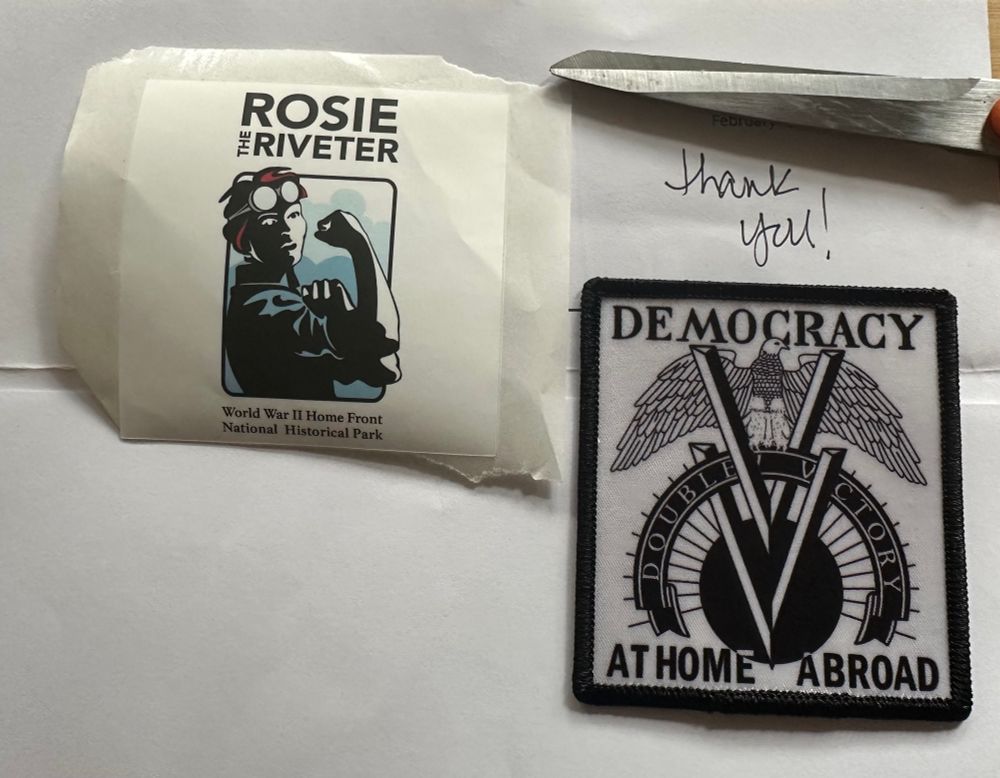 ROSIE
THE RIVETER
World War II Home Front
National Historical Park
February
thank
you!
DEMOCRACY
DOUBLE VICTORY
AT HOME ABROAD